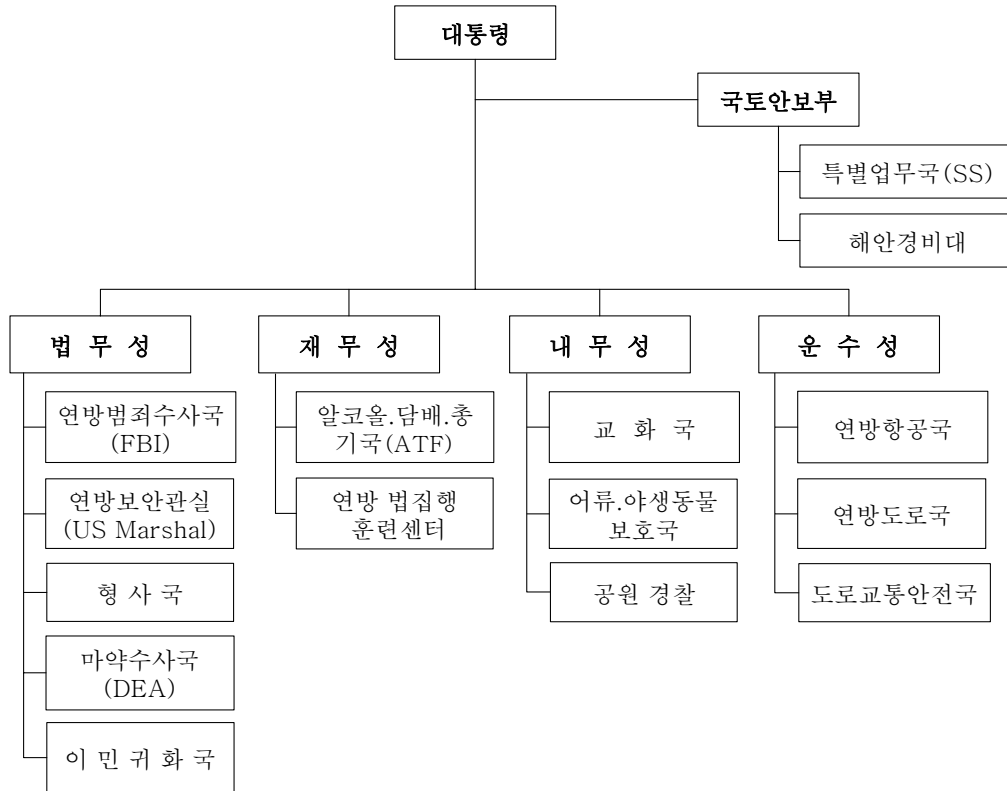 대통령
국토안보부
특별업무국(SS)
해안경비대
법 무 성
연방범죄수사국
(FBI)
연방보안관실
(US Marshal)
형 사 국
마약수사국
(DEA)
이 민 귀 화 국
재 무 성
알코올.담배.총
기국(ATF)
연방 법집행
훈련센터
내 무 성
교 화 국
어류.야생동물
보호국
공원 경찰
운 수 성
연방항공국
연방도로국
도로교통안전국